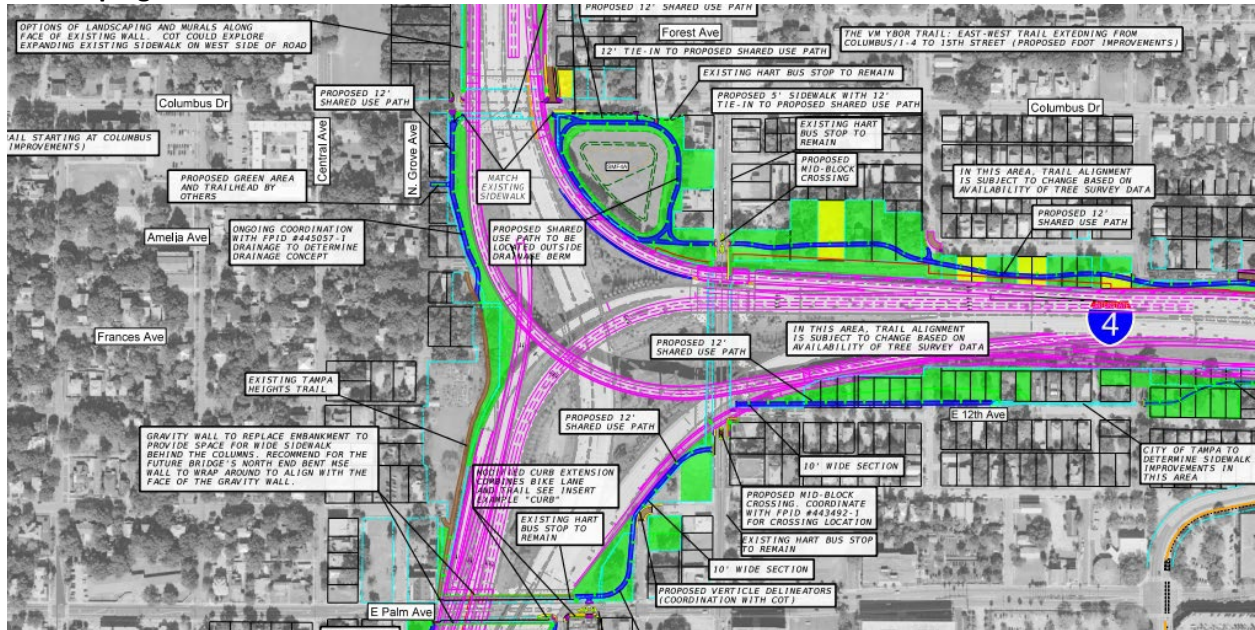 PROPOSED 12'
SHARED USE PATH
OPTIONS OF LANDSCAPING AND MURALS ALONG
FACE OF EXISTING WALL. COT COULD EXPLORE
EXPANDING EXISTING SIDEWALK ON WEST SIDE OF ROAD
Forest Ave
THE VM YBOR TRAIL: EAST-WEST TRAIL EXTEDNING FROM
COLUMBUS/I-4 TO 15TH STREET (PROPOSED FDOT IMPROVEMENTS)
12' TIE-IN TO PROPOSED SHARED USE PATH
EXISTING HART BUS STOP TO REMAIN
PROPOSED 12'
SHARED USE PATH
PROPOSED 5' SIDEWALK WITH 12'
TIE-IN TO PROPOSED SHARED USE PATH
Columbus Dr
Columbus Dr
AIL STARTING AT COLUMBUS
IMPROVEMENTS)
Central Ave
N. Grove Ave
EXISTING HART
BUS STOP TO
REMAIN
PROPOSED
MID-BLOCK
CROSSING
PROPOSED GREEN AREA
AND TRAILHEAD BY
OTHERS
MATCH
EXISTING
SIDEWALK
IN THIS AREA, TRAIL ALIGNMENT
IS SUBJECT TO CHANGE BASED ON
AVAILABILITY OF TREE SURVEY DATA
PROPOSED 12'
SHARED USE PATH
Amelia Ave
ONGOING COORDINATION
WITH FPID #445057-1
DRAINAGE TO DETERMINE
DRAINAGE CONCEPT
PROPOSED SHARED
USE PATH TO BE
LOCATED OUTSIDE
DRAINAGE BERM
4
Frances Ave
PROPOSED 12'
SHARED USE PATH
IN THIS AREA, TRAIL ALIGNMENT
IS SUBJECT TO CHANGE BASED ON
AVAILABILITY OF TREE SURVEY DATA
EXISTING TAMPA
HEIGHTS TRAIL
PROPOSED 12'
SHARED USE PATH
E 12th Ave
GRAVITY WALL TO REPLACE EMBANKMENT TO
PROVIDE SPACE FOR WIDE SIDEWALK
BEHIND THE COLUMNS. RECOMMEND FOR THE
FUTURE BRIDGE'S NORTH END BENT MSE
WALL TO WRAP AROUND TO ALIGN WITH THE
FACE OF THE GRAVITY WALL.
MODIFIED CURB EXTENSION
COMBINES BIKE LANE
AND TRAIL SEE INSERT
EXAMPLE "CURB"
10' WIDE SECTION
CITY OF TAMPA TO
DETERMINE SIDEWALK
IMPROVEMENTS IN
THIS AREA
PROPOSED MID-BLOCK
CROSSING. COORDINATE
WITH FPID #443492-1
FOR CROSSING LOCATION
EXISTING HART
BUS STOP TO
REMAIN
EXISTING HART BUS STOP
TO REMAIN
10' WIDE SECTION
PROPOSED VERTICLE DELINEATORS
(COORDINATION WITH COT)
E Palm Ave